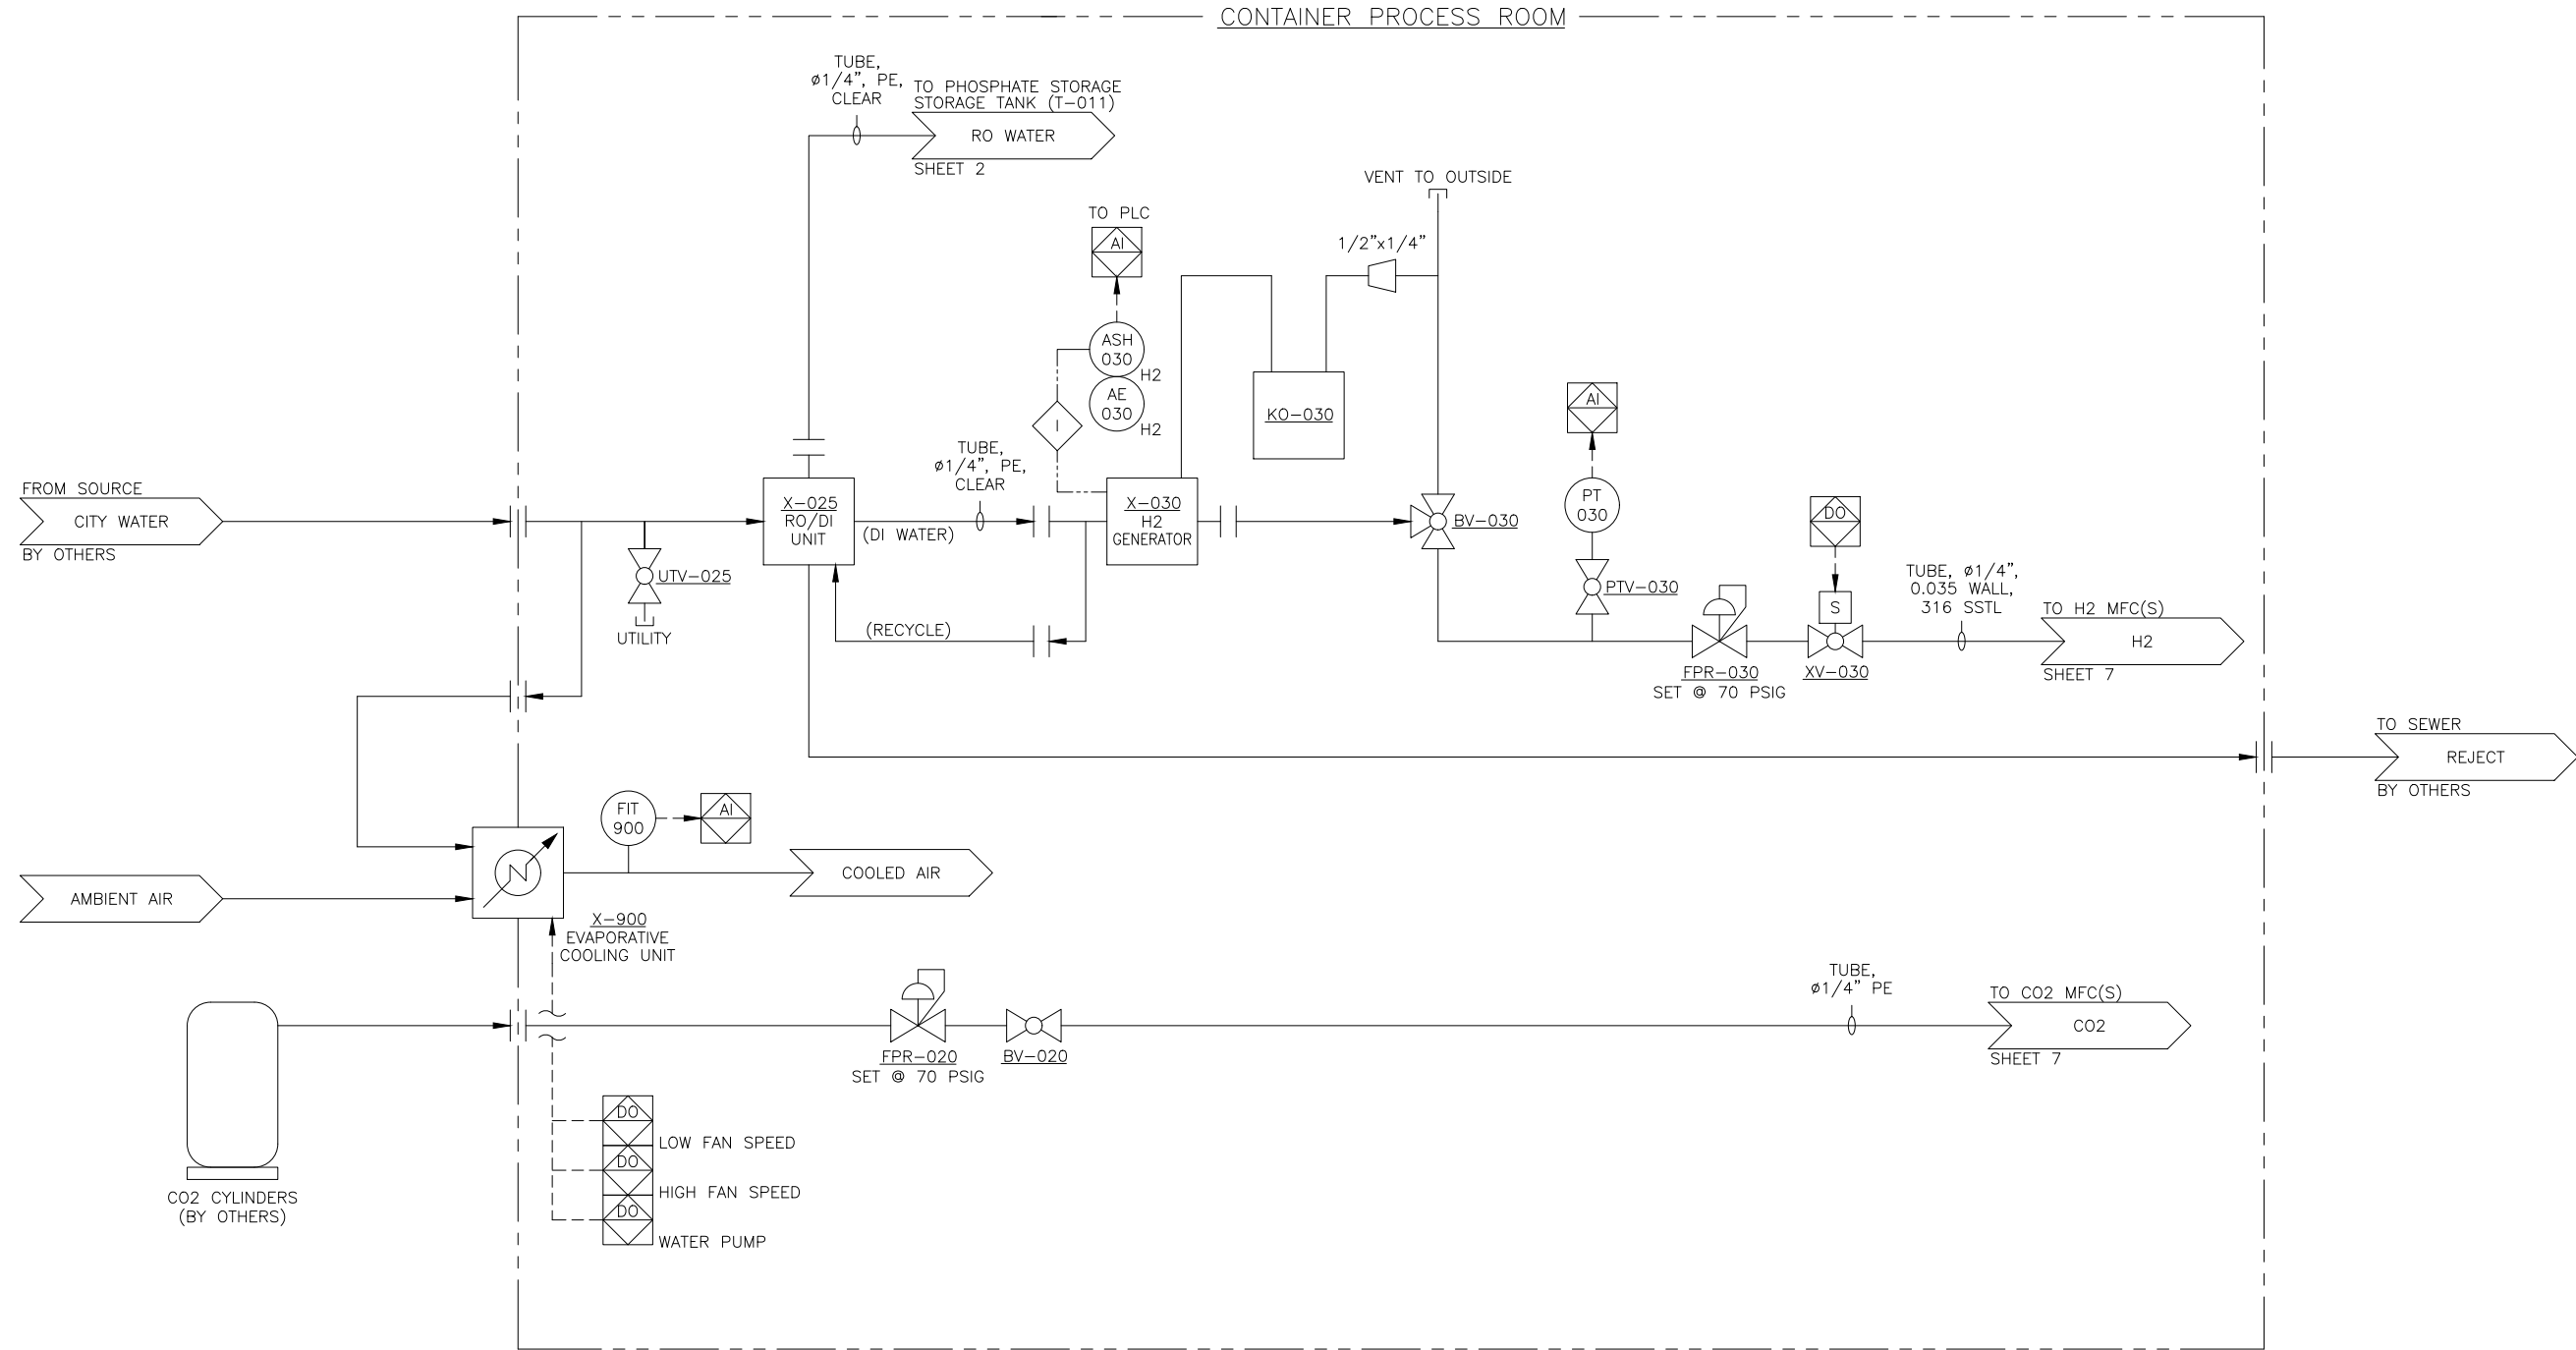 CONTAINER PROCESS ROOM
TUBE,
ø1/4", PE,
CLEAR
TO PHOSPHATE STORAGE
STORAGE TANK (T-011)
RO WATER
SHEET 2
VENT TO OUTSIDE
TO PLC
AI
1/2"x1/4"
ASH
030
H2
AE
030
H2
I
KO-030
AI
PT
030
PTV-030
TUBE,
ø1/4", PE,
CLEAR
FROM SOURCE
CITY WATER
BY OTHERS
UTV-025
UTILITY
X-025
RO/DI
UNIT
(DI WATER)
(RECYCLE)
X-030
H2
GENERATOR
BV-030
DO
S
FPR-030
SET @ 70 PSIG
XV-030
TUBE, ø1/4",
0.035 WALL,
316 SSTL
TO H2 MFC(S)
H2
SHEET 7
TO SEWER
REJECT
BY OTHERS
FIT
900
AI
COOLED AIR
AMBIENT AIR
N
X-900
EVAPORATIVE
COOLING UNIT
TUBE,
ø1/4" PE
TO CO2 MFC(S)
CO2
SHEET 7
FPR-020
SET @ 70 PSIG
BV-020
CO2 CYLINDERS
(BY OTHERS)
DO
LOW FAN SPEED
DO
HIGH FAN SPEED
DO
WATER PUMP